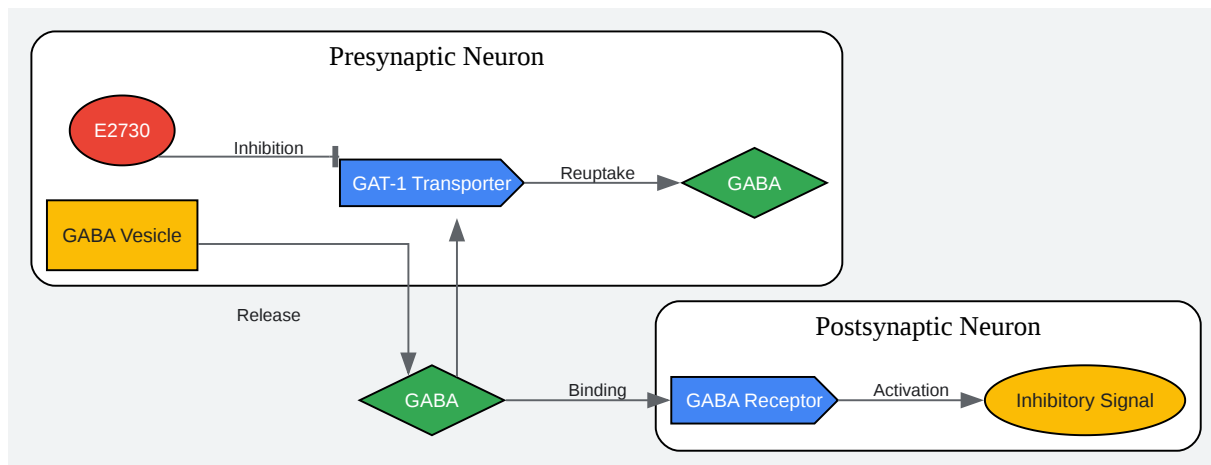 Presynaptic Neuron
E2730
Inhibition
GAT-1 Transporter
Reuptake
GABA
GABA Vesicle
Release
Postsynaptic Neuron
GABA
Binding
GABA Receptor
Activation
Inhibitory Signal